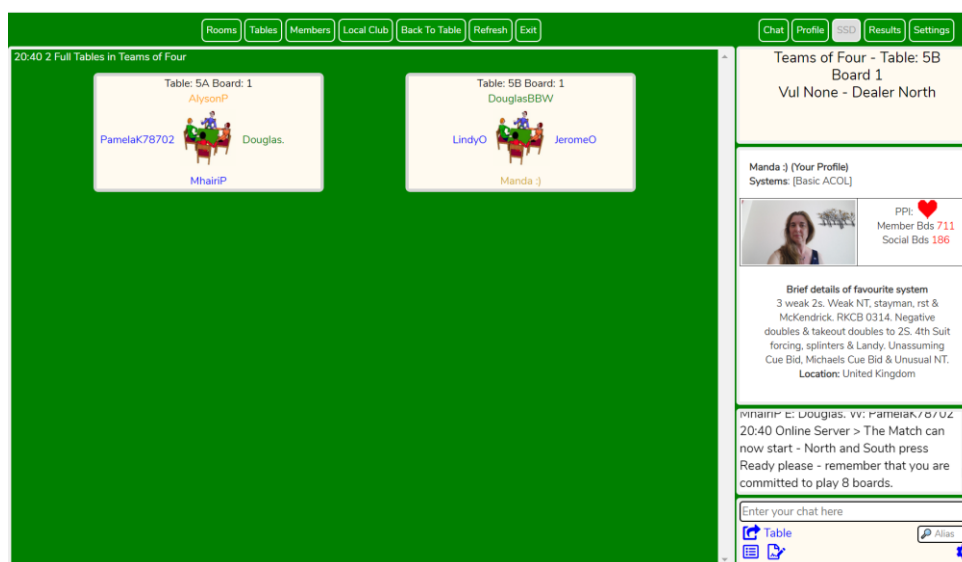 Rooms Tables Members Local Club Back To Table Refresh Exit
Chat Profile SSD Results Settings
20:40 2 Full Tables in Teams of Four
Table: 5A Board: 1
AlysonP
PamelaK78702 Douglas.
MhairiP
Table: 5B Board: 1
DouglasBBW
LindyO JeromeO
Manda :)
Teams of Four - Table: 5B
Board 1
Vul None - Dealer North
Manda :) (Your Profile)
Systems: [Basic ACOL]
PPI:
Member Bds 711
Social Bds 186
Brief details of favourite system
3 weak 2s. Weak NT, stayman, rst &
McKendrick. RKCB 0314. Negative
doubles & takeout doubles to 2S. 4th Suit
forcing, splinters & Landy. Unassuming
Cue Bid, Michaels Cue Bid & Unusual NT.
Location: United Kingdom
MhairiP E: Douglas. W: PamelaK78702
20:40 Online Server > The Match can
now start - North and South press
Ready please - remember that you are
committed to play 8 boards.
Enter your chat here
Table
Alias